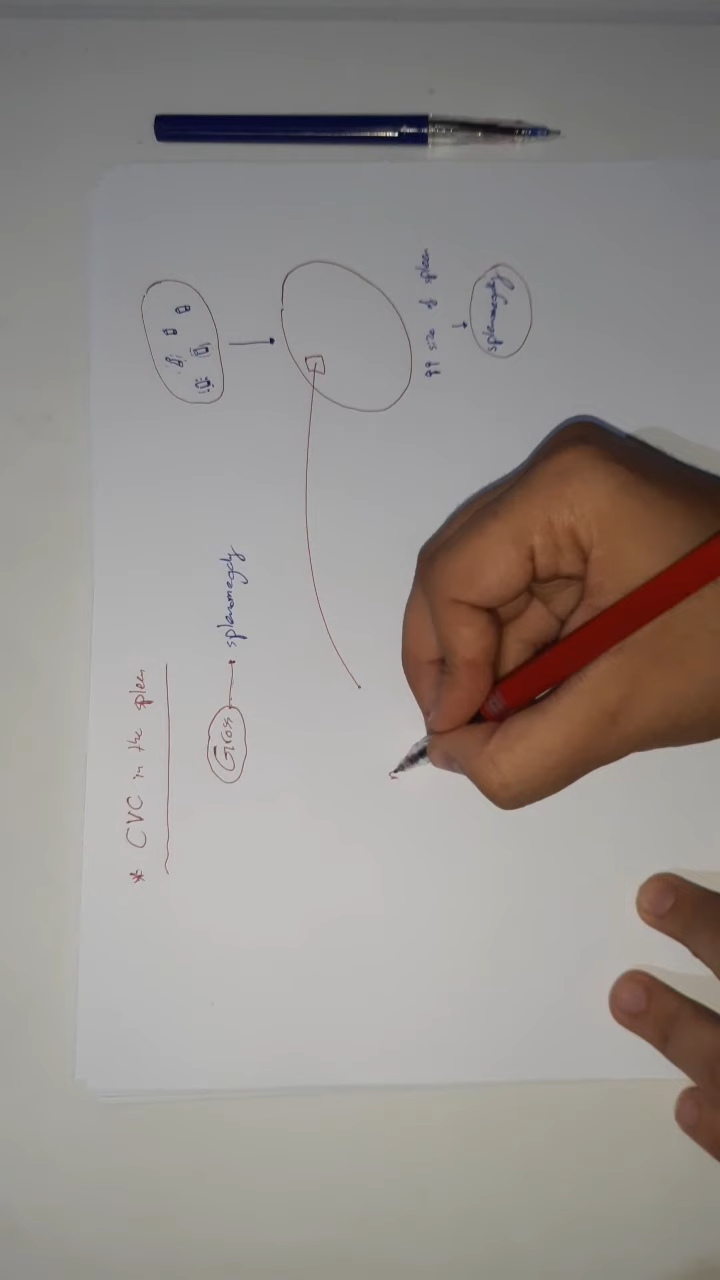 * CVC in the spleen
Gross splenomegaly
↑↑ size of spleen
splenomegaly